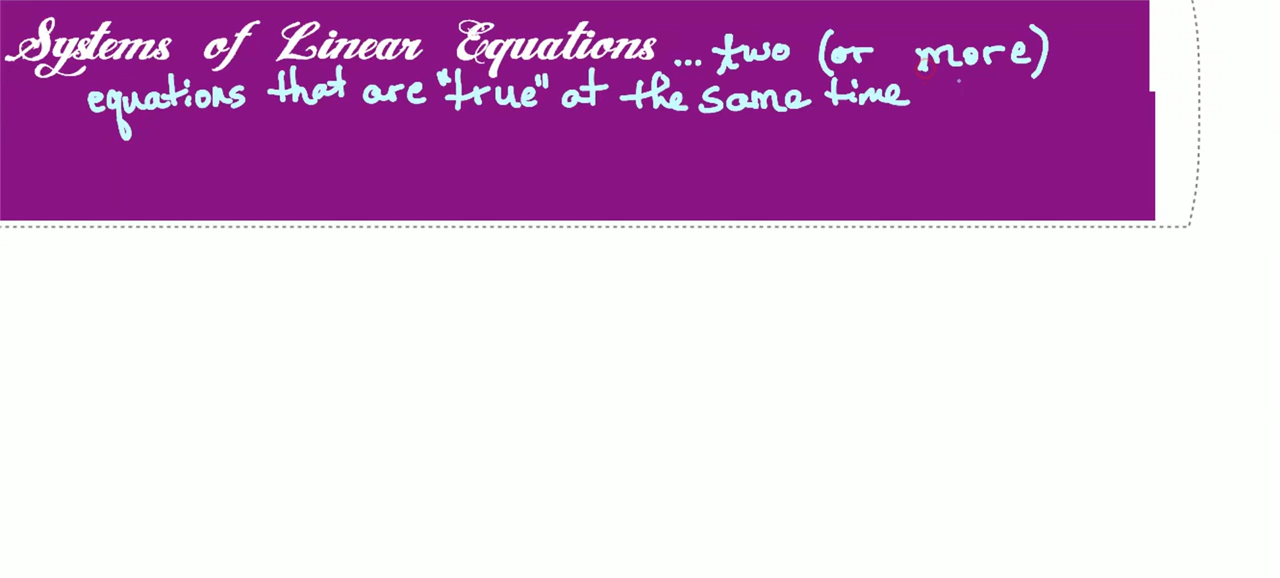 Systems of Linear Equations ... two (or more)
equations that are "true" at the same time